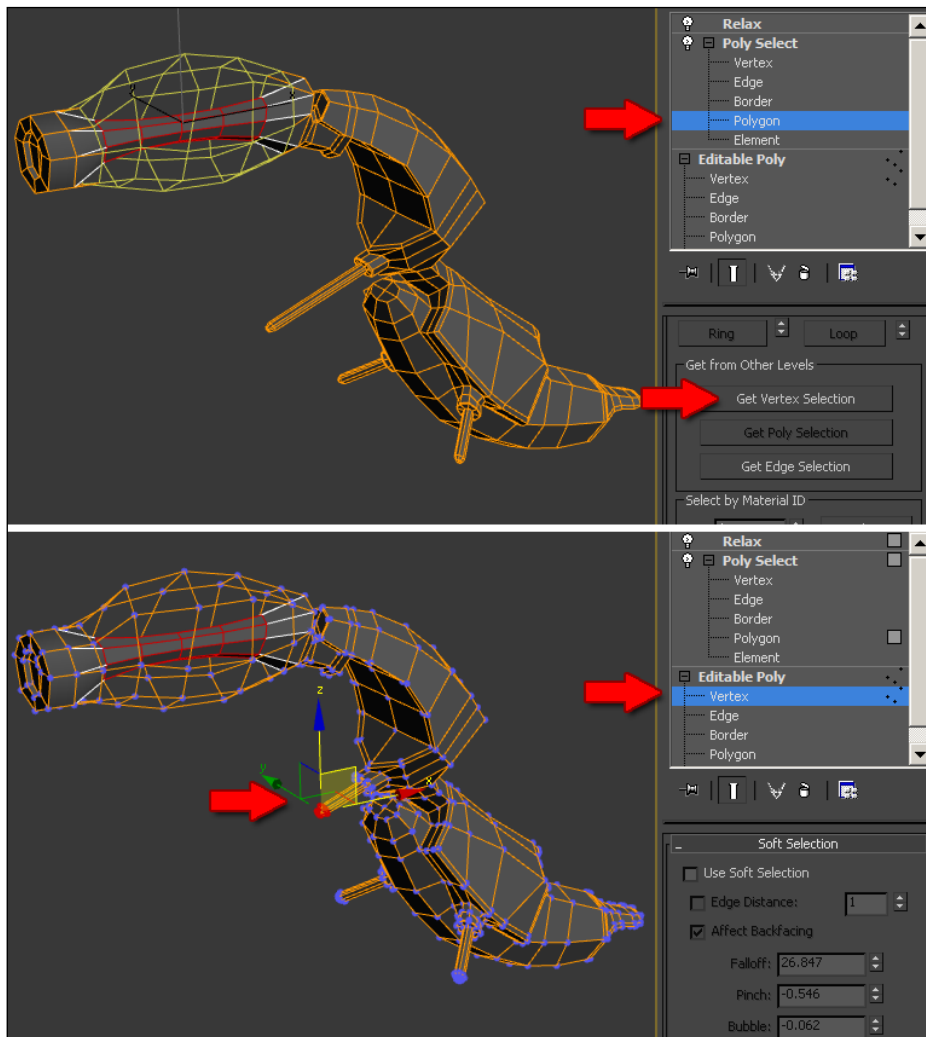 Relax
Poly Select
Vertex
Edge
Border
Polygon
Element
Editable Poly
Vertex
Edge
Border
Polygon
Ring
Loop
Get from Other Levels
Get Vertex Selection
Get Poly Selection
Get Edge Selection
Select by Material ID
Relax
Poly Select
Vertex
Edge
Border
Polygon
Element
Editable Poly
Vertex
Edge
Border
Polygon
z
y
x
Soft Selection
Use Soft Selection
Edge Distance: 1
Affect Backfacing
Falloff: 26.847
Pinch: -0.546
Bubble: -0.062